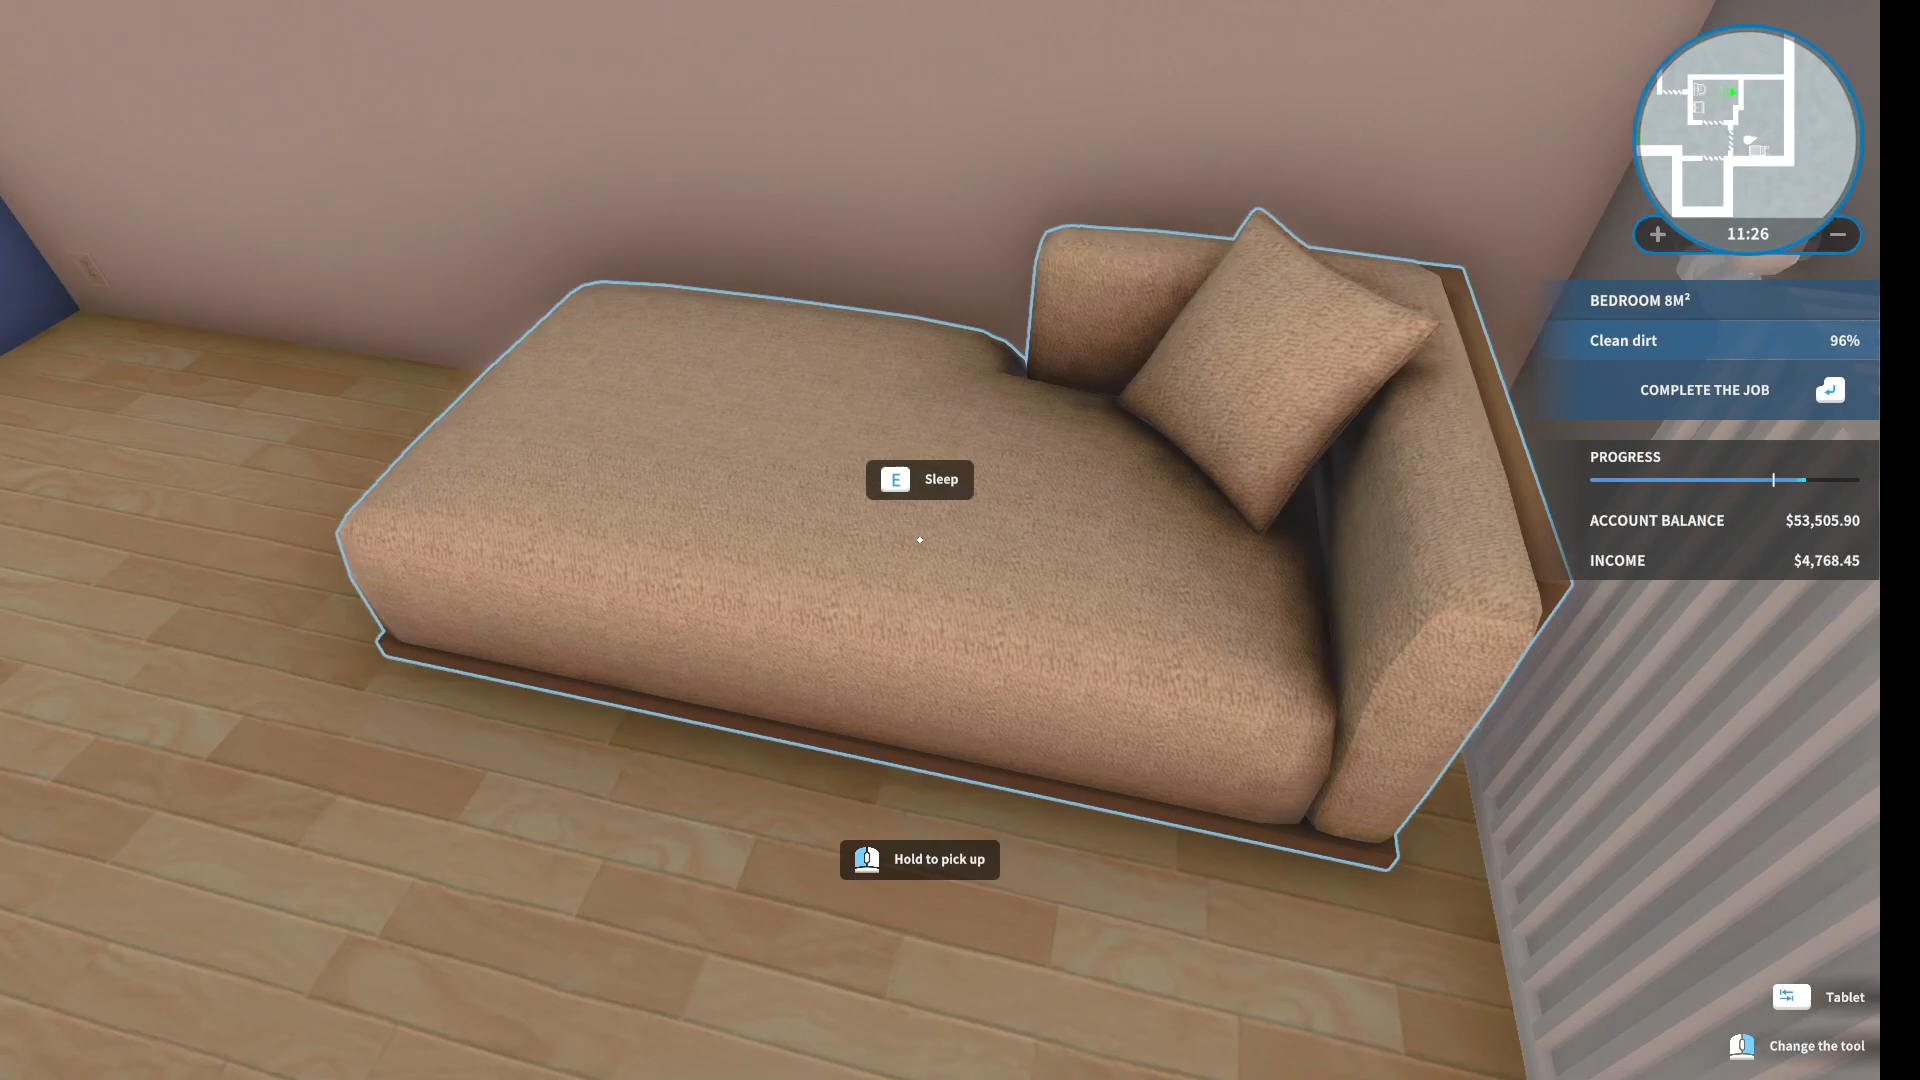 11:26
BEDROOM 8M²
Clean dirt 96%
COMPLETE THE JOB
PROGRESS
ACCOUNT BALANCE $53,505.90
INCOME $4,768.45
E Sleep
Hold to pick up
Tablet
Change the tool